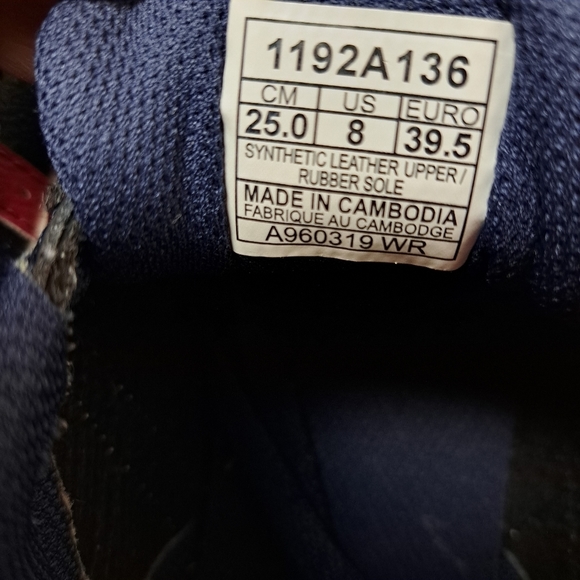 1192A136
CM US EURO
25.0 8 39.5
SYNTHETIC LEATHER UPPER/
RUBBER SOLE
MADE IN CAMBODIA
FABRIQUE AU CAMBODGE
A960319 WR